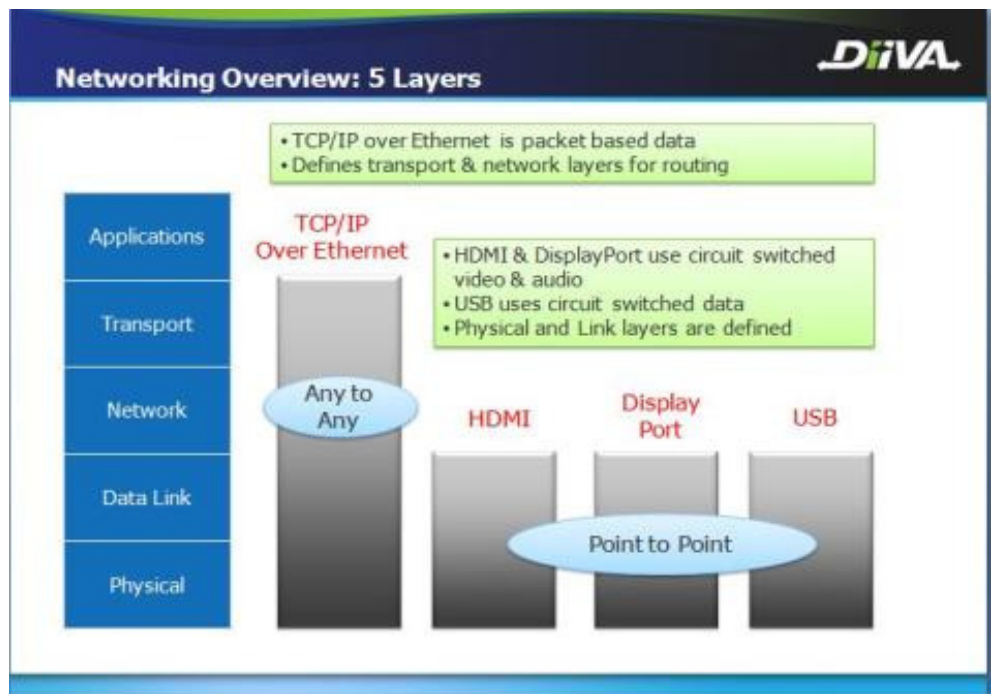 DiiVA
Networking Overview: 5 Layers
• TCP/IP over Ethernet is packet based data
• Defines transport & network layers for routing
Applications
Transport
Network
Data Link
Physical
TCP/IP
Over Ethernet
• HDMI & DisplayPort use circuit switched
video & audio
• USB uses circuit switched data
• Physical and Link layers are defined
Any to
Any
HDMI
Display
Port
USB
Point to Point